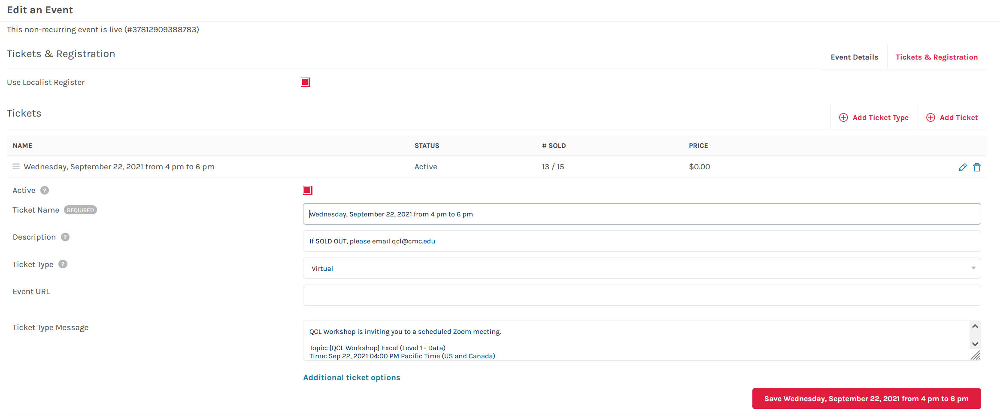 Edit an Event
This non-recurring event is live (#37812909388783)
Tickets & Registration
Event Details
Tickets & Registration
Use Localist Register
Tickets
Add Ticket Type
Add Ticket
NAME STATUS # SOLD PRICE
Wednesday, September 22, 2021 from 4 pm to 6 pm Active 13 / 15 $0.00
Active ?
Ticket Name REQUIRED
Wednesday, September 22, 2021 from 4 pm to 6 pm
Description ?
If SOLD OUT, please email qcl@cmc.edu
Ticket Type ?
Virtual
Event URL
Ticket Type Message
QCL Workshop is inviting you to a scheduled Zoom meeting.
Topic: [QCL Workshop] Excel (Level 1 - Data)
Time: Sep 22, 2021 04:00 PM Pacific Time (US and Canada)
Additional ticket options
Save Wednesday, September 22, 2021 from 4 pm to 6 pm